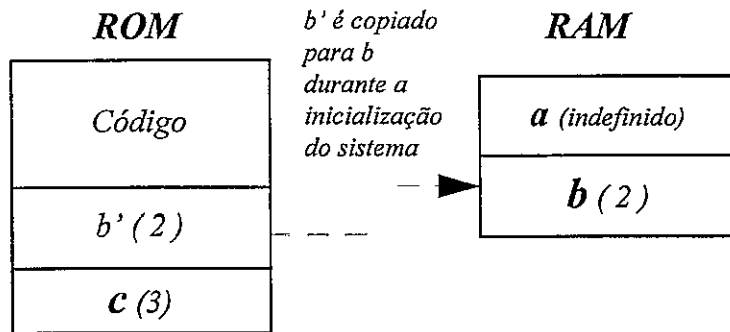 ROM
Código
b' (2)
c (3)
b' é copiado
para b
durante a
inicialização
do sistema
RAM
a (indefinido)
b (2)